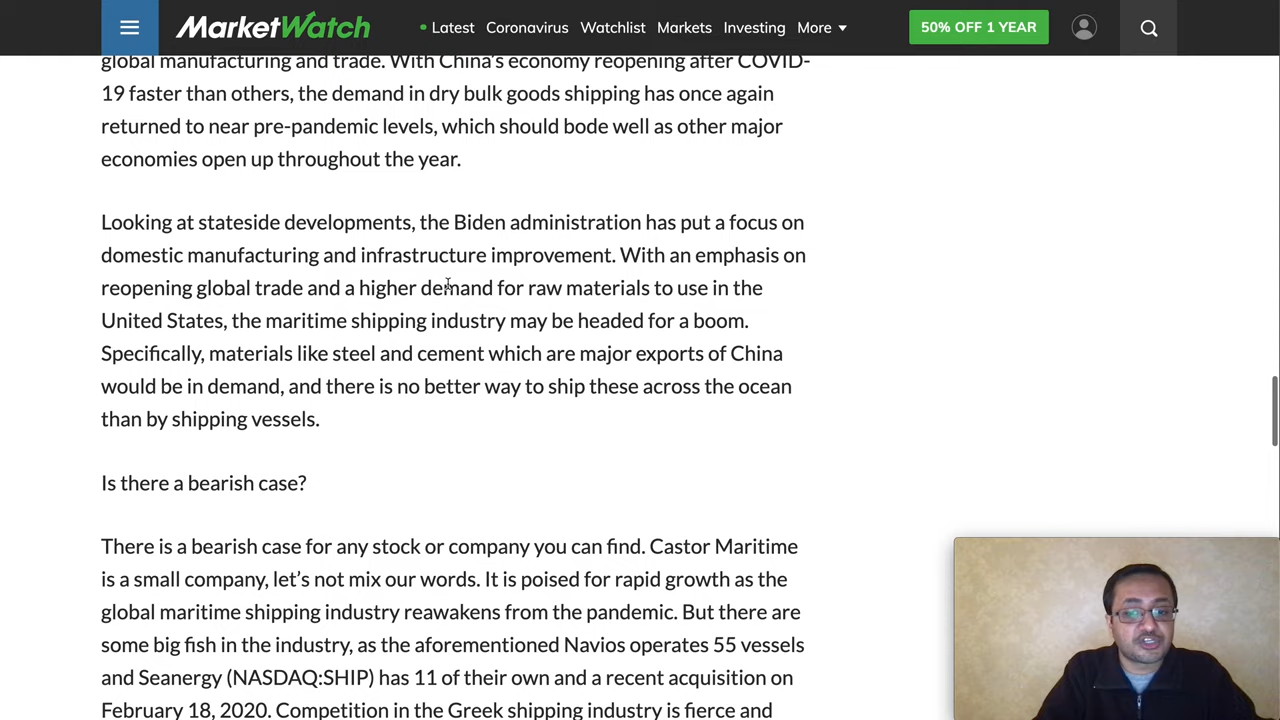 MarketWatch
Latest Coronavirus Watchlist Markets Investing More
50% OFF 1 YEAR
global manufacturing and trade. With China's economy reopening after COVID-
19 faster than others, the demand in dry bulk goods shipping has once again
returned to near pre-pandemic levels, which should bode well as other major
economies open up throughout the year.
Looking at stateside developments, the Biden administration has put a focus on
domestic manufacturing and infrastructure improvement. With an emphasis on
reopening global trade and a higher demand for raw materials to use in the
United States, the maritime shipping industry may be headed for a boom.
Specifically, materials like steel and cement which are major exports of China
would be in demand, and there is no better way to ship these across the ocean
than by shipping vessels.
Is there a bearish case?
There is a bearish case for any stock or company you can find. Castor Maritime
is a small company, let's not mix our words. It is poised for rapid growth as the
global maritime shipping industry reawakens from the pandemic. But there are
some big fish in the industry, as the aforementioned Navios operates 55 vessels
and Seanergy (NASDAQ:SHIP) has 11 of their own and a recent acquisition on
February 18, 2020. Competition in the Greek shipping industry is fierce and